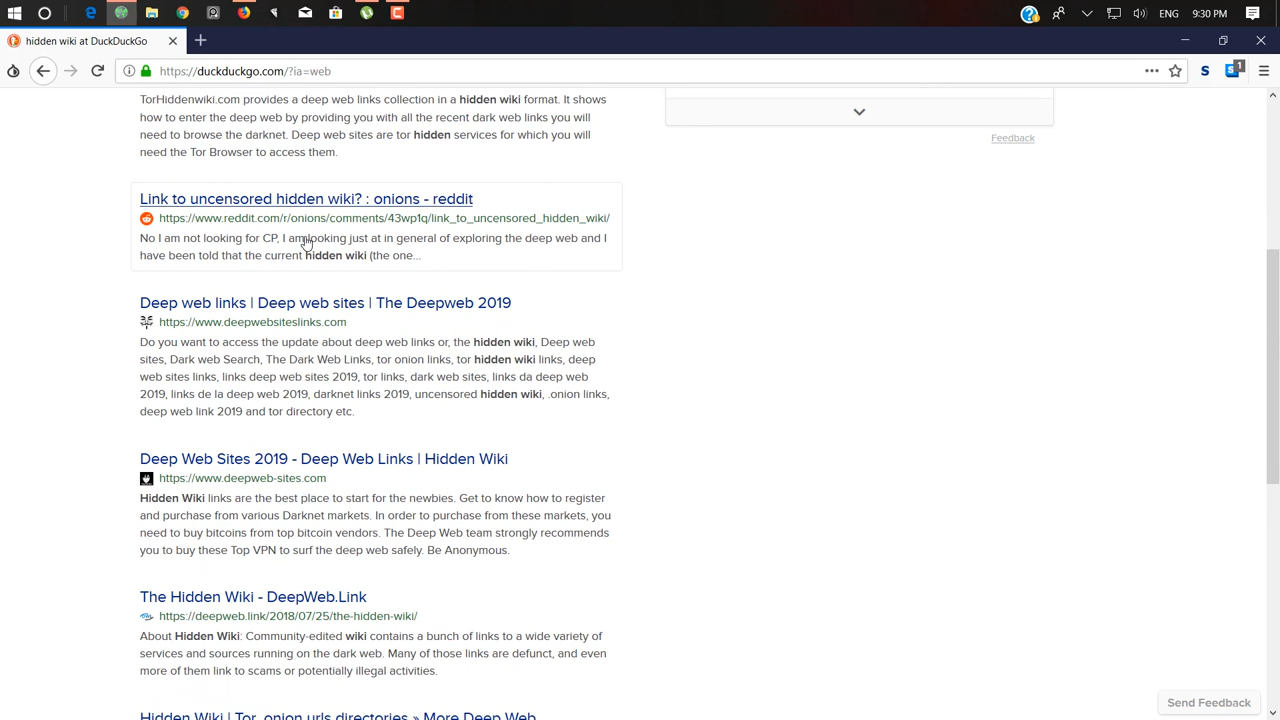 ENG
9:30 PM
hidden wiki at DuckDuckGo
https://duckduckgo.com/?ia=web
1
TorHiddenwiki.com provides a deep web links collection in a hidden wiki format. It shows
how to enter the deep web by providing you with all the recent dark web links you will
need to browse the darknet. Deep web sites are tor hidden services for which you will
need the Tor Browser to access them.
Feedback
Link to uncensored hidden wiki? : onions - reddit
https://www.reddit.com/r/onions/comments/43wp1q/link_to_uncensored_hidden_wiki/
No I am not looking for CP, I am looking just at in general of exploring the deep web and I
have been told that the current hidden wiki (the one...
Deep web links | Deep web sites | The Deepweb 2019
https://www.deepwebsiteslinks.com
Do you want to access the update about deep web links or, the hidden wiki, Deep web
sites, Dark web Search, The Dark Web Links, tor onion links, tor hidden wiki links, deep
web sites links, links deep web sites 2019, tor links, dark web sites, links da deep web
2019, links de la deep web 2019, darknet links 2019, uncensored hidden wiki, .onion links,
deep web link 2019 and tor directory etc.
Deep Web Sites 2019 - Deep Web Links | Hidden Wiki
https://www.deepweb-sites.com
Hidden Wiki links are the best place to start for the newbies. Get to know how to register
and purchase from various Darknet markets. In order to purchase from these markets, you
need to buy bitcoins from top bitcoin vendors. The Deep Web team strongly recommends
you to buy these Top VPN to surf the deep web safely. Be Anonymous.
The Hidden Wiki - DeepWeb.Link
https://deepweb.link/2018/07/25/the-hidden-wiki/
About Hidden Wiki: Community-edited wiki contains a bunch of links to a wide variety of
services and sources running on the dark web. Many of those links are defunct, and even
more of them link to scams or potentially illegal activities.
Hidden Wiki | Tor .onion urls directories » More Deep Web
Send Feedback